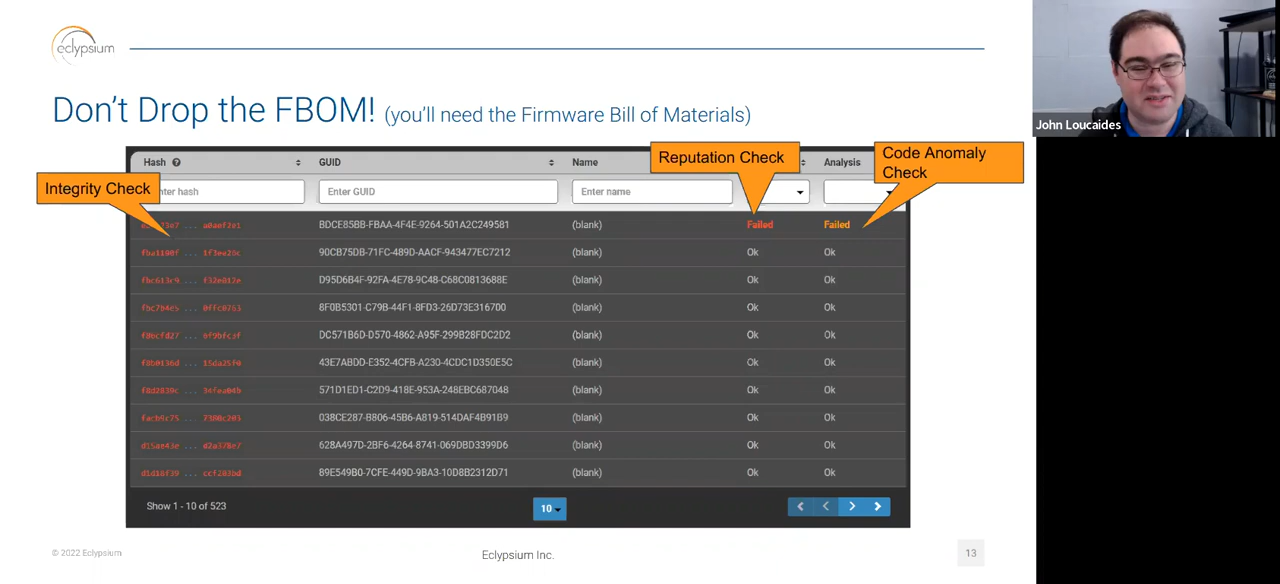 eclypsium
John Loucaides
Don't Drop the FBOM! (you'll need the Firmware Bill of Materials)
Integrity Check
Reputation Check
Code Anomaly
Check
Hash GUID Name Analysis
Enter GUID Enter name
hash
BDCE85BB-FBAA-4F4E-9264-501A2C249581 (blank) Failed Failed
90CB75DB-71FC-489D-AACF-943477EC7212 (blank) Ok Ok
D95D6B4F-92FA-4E78-9C48-C68C0813688E (blank) Ok Ok
8F0B5301-C79B-44F1-8FD3-26D73E316700 (blank) Ok Ok
DC571B6D-D570-4862-A95F-299B28FDC2D2 (blank) Ok Ok
43E7ABDD-E352-4CFB-A230-4CDC1D350E5C (blank) Ok Ok
571D1ED1-C2D9-418E-953A-248EBC687048 (blank) Ok Ok
038CE287-B806-45B6-A819-514DAF4B91B9 (blank) Ok Ok
628A497D-2BF6-4264-8741-069DBD3399D6 (blank) Ok Ok
89E549B0-7CFE-449D-9BA3-10D8B2312D71 (blank) Ok Ok
Show 1 - 10 of 523 10
© 2022 Eclypsium Eclypsium Inc. 13